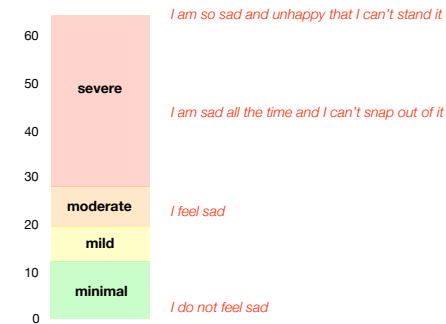 I am so sad and unhappy that I can't stand it
60
50
severe
I am sad all the time and I can't snap out of it
40
30
moderate
I feel sad
20
mild
10
minimal
I do not feel sad
0